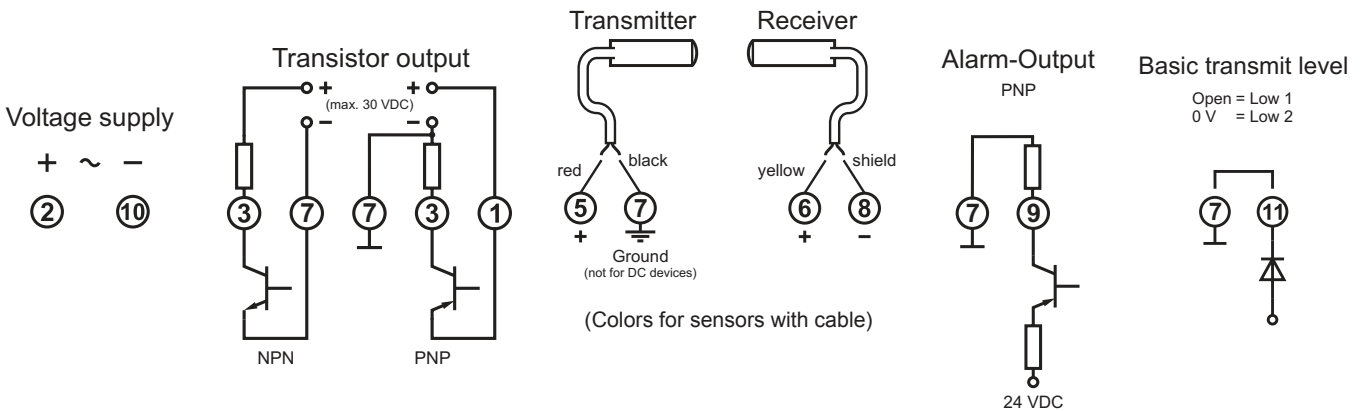 Voltage supply
+ ~ −
2 10
Transistor output
+ +
(max. 30 VDC)
− −
3 7 7 3 1
NPN PNP
Transmitter Receiver
red black yellow shield
5 7 6 8
+ + −
Ground
(not for DC devices)
(Colors for sensors with cable)
Alarm-Output
PNP
7 9
24 VDC
Basic transmit level
Open = Low 1
0 V = Low 2
7 11